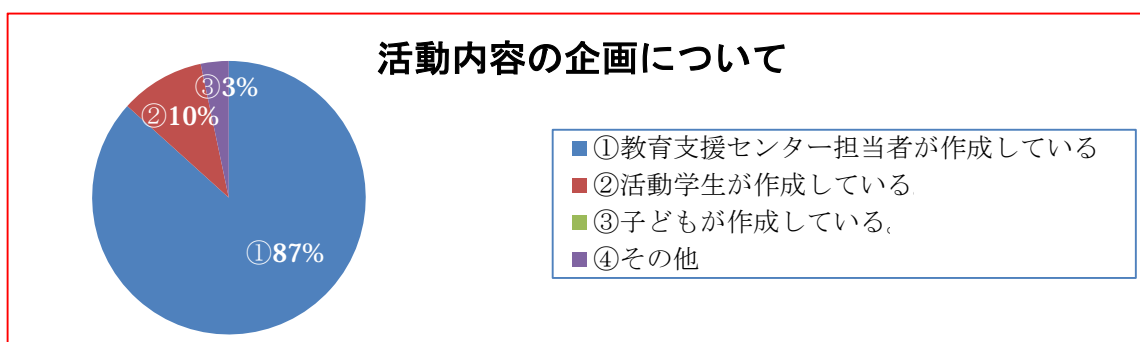 活動内容の企画について
③3%
②10%
①87%
①教育支援センター担当者が作成している
②活動学生が作成している
③子どもが作成している。
④その他